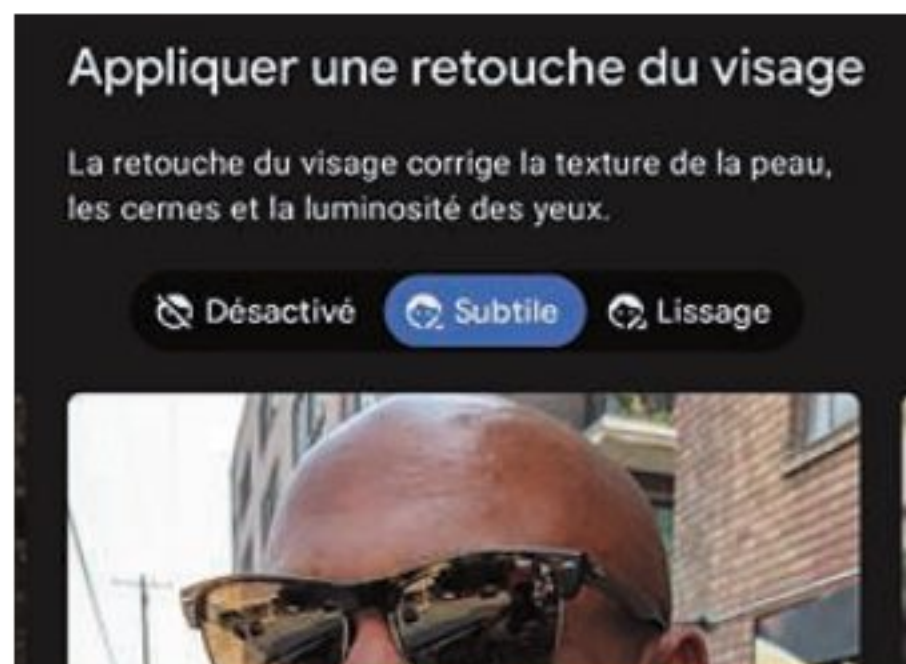 Appliquer une retouche du visage
La retouche du visage corrige la texture de la peau,
les cernes et la luminosité des yeux.
Désactivé Subtile Lissage